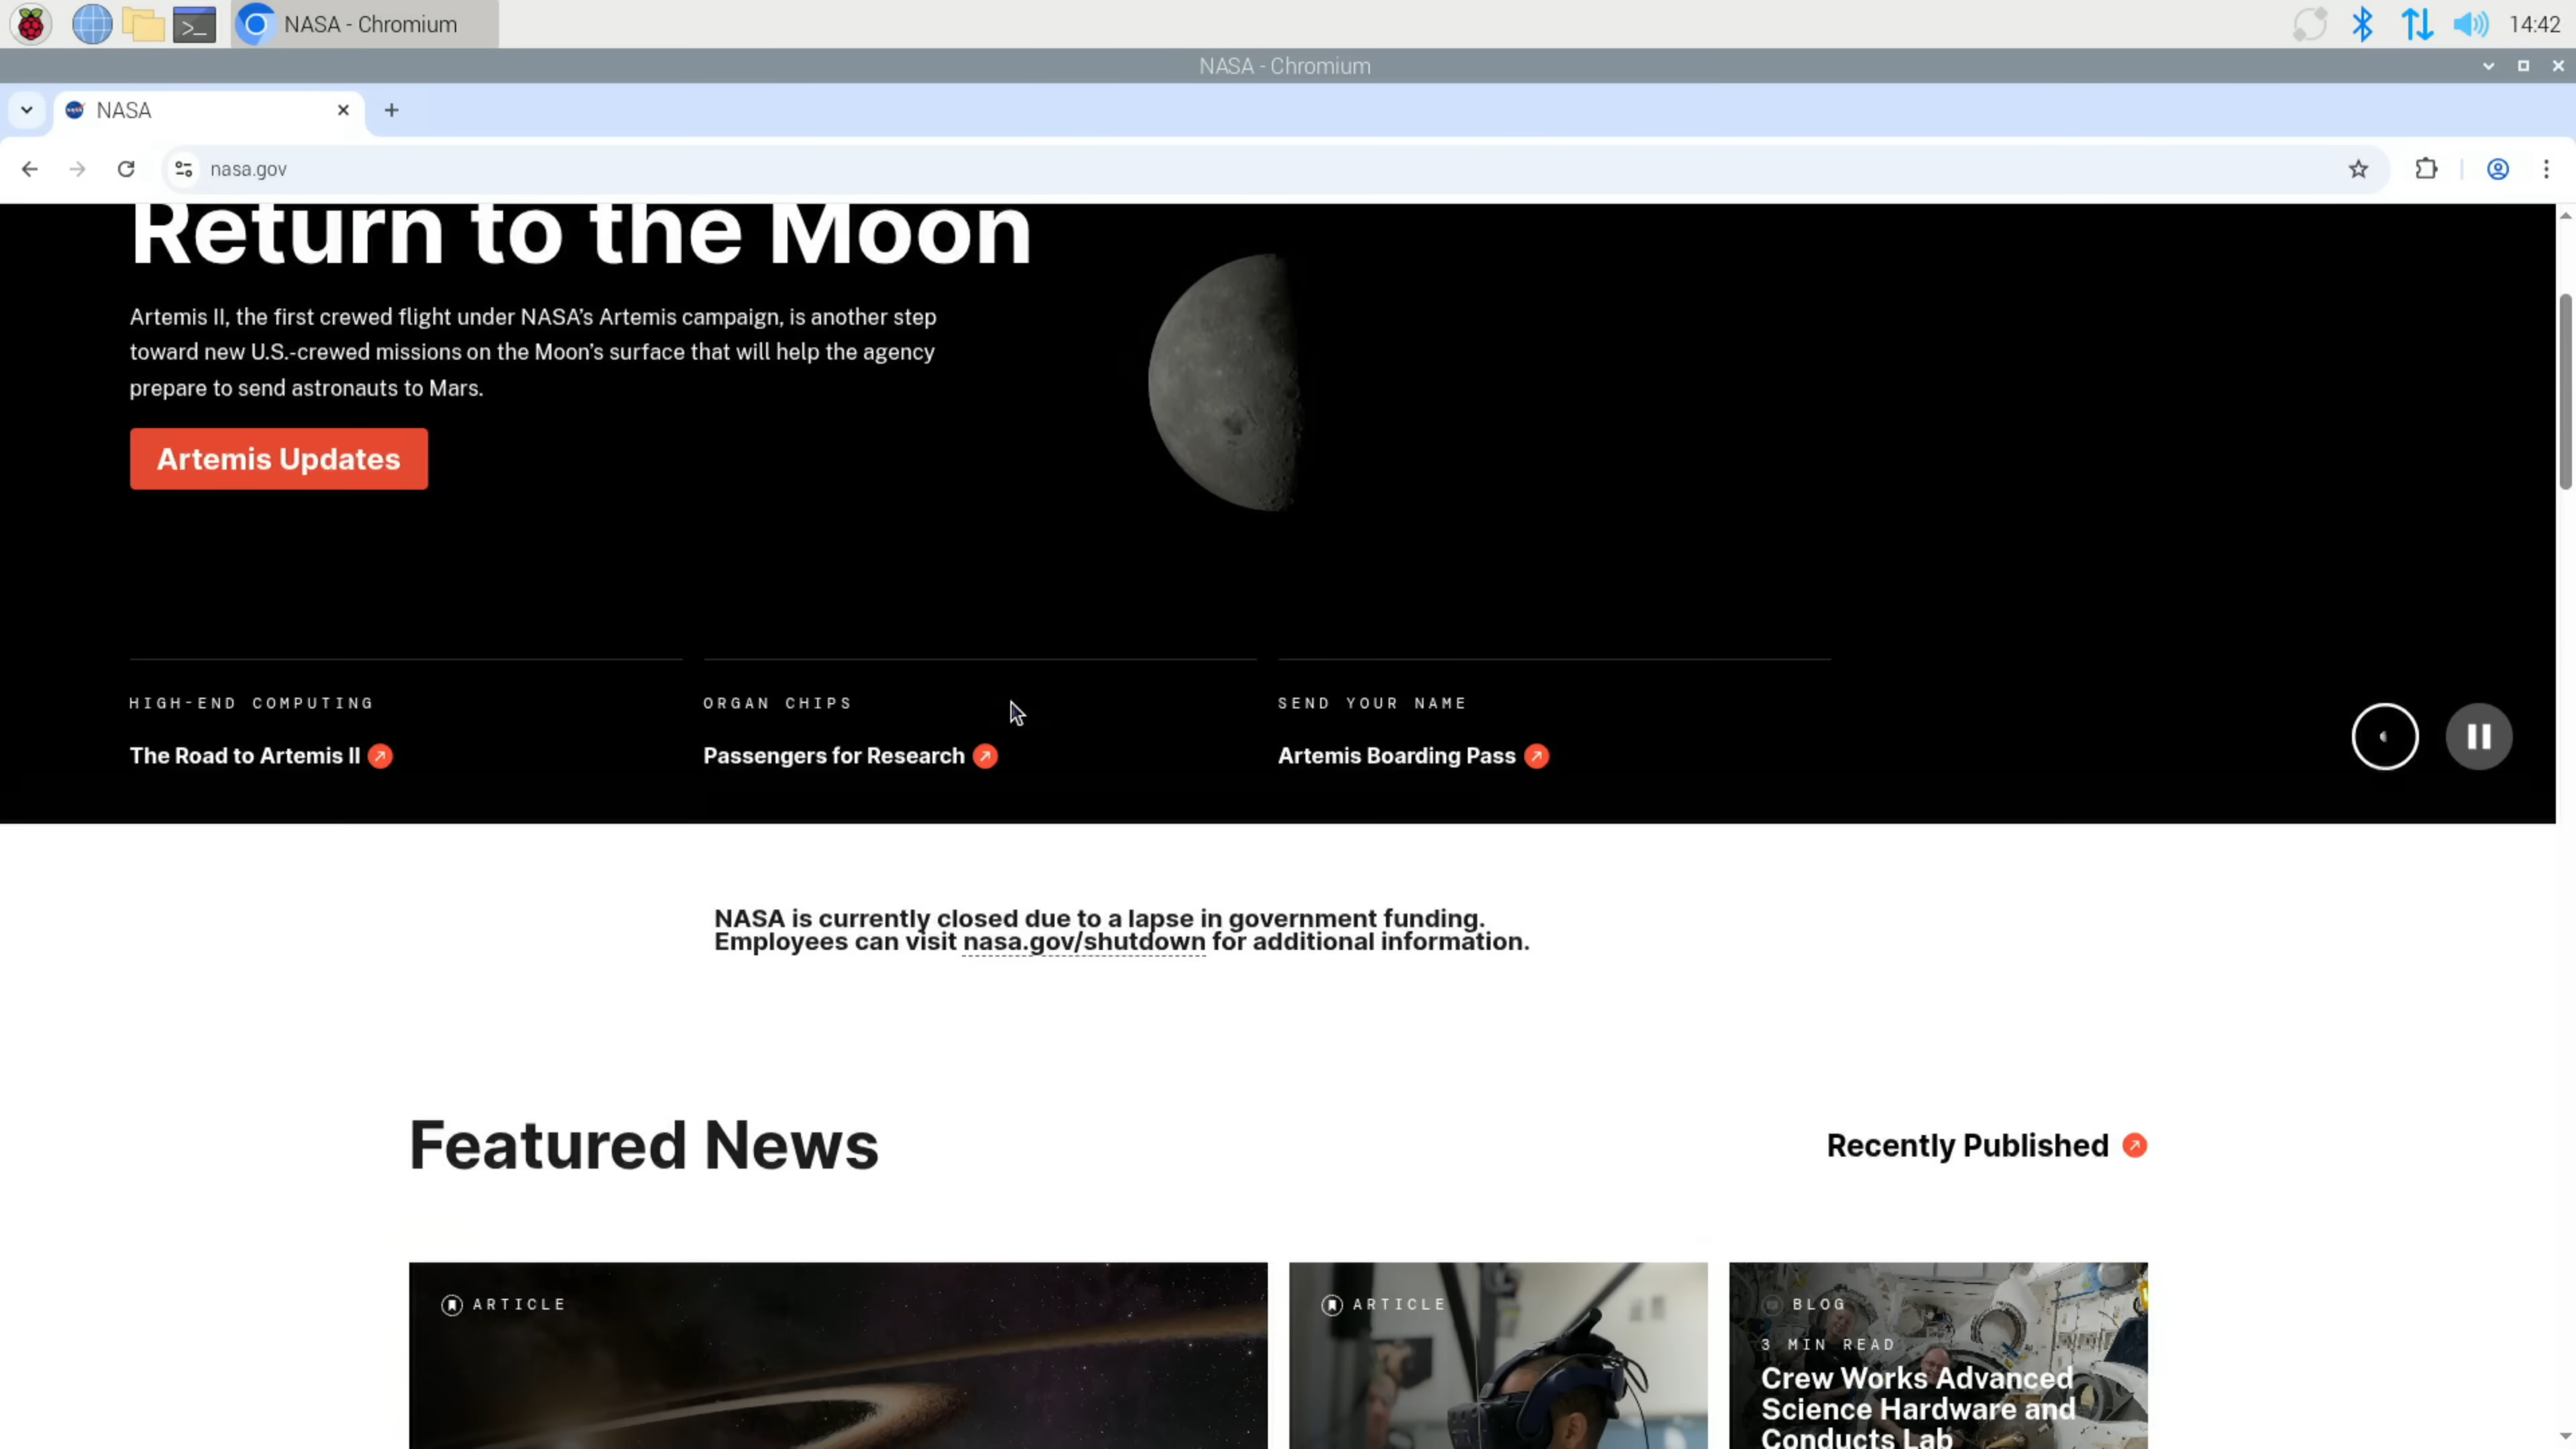 NASA - Chromium
14:42
NASA - Chromium
NASA
nasa.gov
Return to the Moon
Artemis II, the first crewed flight under NASA’s Artemis campaign, is another step
toward new U.S.-crewed missions on the Moon’s surface that will help the agency
prepare to send astronauts to Mars.
Artemis Updates
HIGH-END COMPUTING
The Road to Artemis II
ORGAN CHIPS
Passengers for Research
SEND YOUR NAME
Artemis Boarding Pass
NASA is currently closed due to a lapse in government funding.
Employees can visit nasa.gov/shutdown for additional information.
Featured News
Recently Published
ARTICLE
ARTICLE
BLOG
3 MIN READ
Crew Works Advanced
Science Hardware and
Conducts Lab